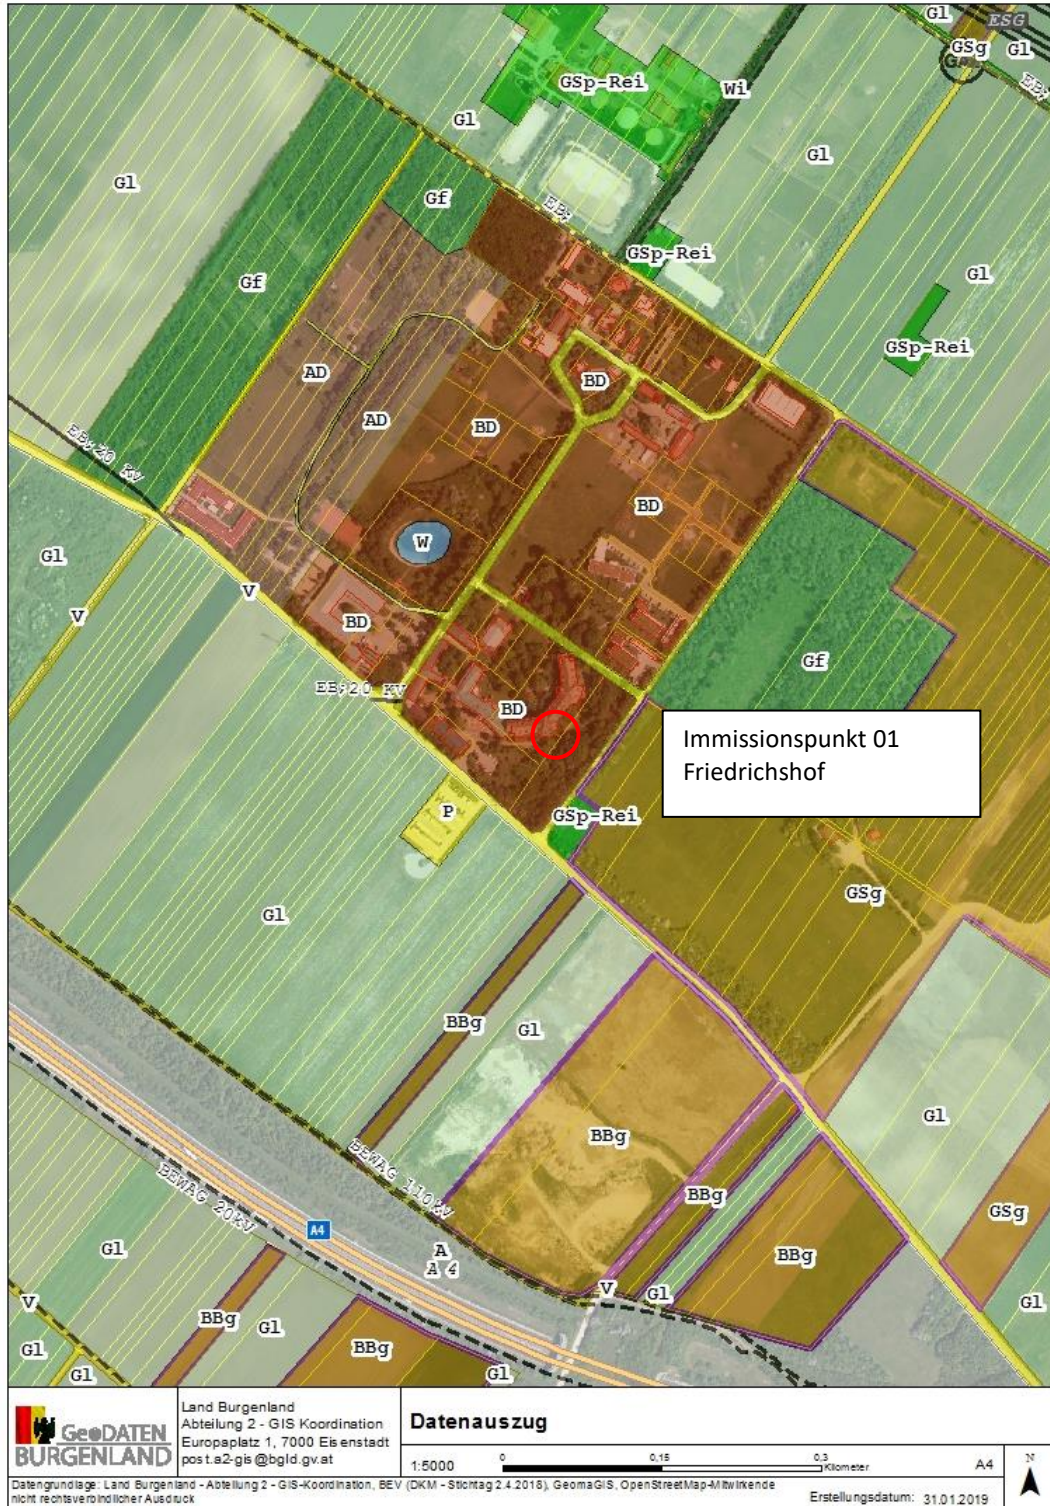 Gl
ESG
GSg
Gl
GSp-Rei
Wi
EB;
Gl
Gl
Gl
Gf
EB;
GSp-Rei
Gl
Gf
GSp-Rei
AD
BD
AD
BD
EB;20 KV
BD
W
Gl
V
V
BD
Gf
EB;20 KV
BD
Immissionspunkt 01
Friedrichshof
P
GSp-Rei
GSg
Gl
BBg
Gl
Gl
BBg
BEWAG 110kV
BEWAG 20kV
BBg
GSg
A4
Gl
A
A 4
BBg
V
Gl
V
Gl
BBg
Gl
Gl
BBg
Gl
Gl
GeoDATEN
BURGENLAND
Land Burgenland
Abteilung 2 - GIS Koordination
Europaplatz 1, 7000 Eisenstadt
post.a2-gis@bgld.gv.at
Datenauszug
1:5000
0
0,15
0,3
Kilometer
A4
N
Datengrundlage: Land Burgenland - Abteilung 2 - GIS-Koordination, BEV (DKM - Stichtag 2.4.2018), GeomaGIS, OpenStreetMap-Mitwirkende
nicht rechtsverbindlicher Ausdruck
Erstellungsdatum: 31.01.2019